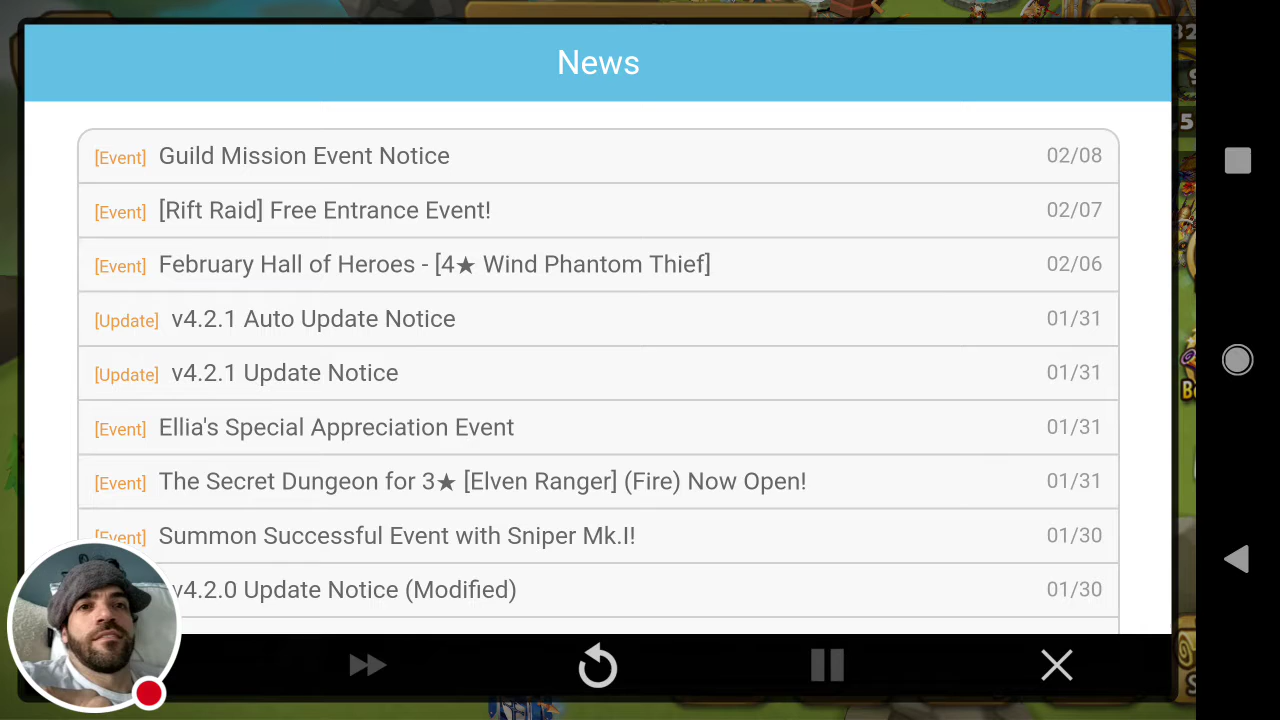 News
[Event] Guild Mission Event Notice 02/08
[Event] [Rift Raid] Free Entrance Event! 02/07
[Event] February Hall of Heroes - [4★ Wind Phantom Thief] 02/06
[Update] v4.2.1 Auto Update Notice 01/31
[Update] v4.2.1 Update Notice 01/31
[Event] Ellia's Special Appreciation Event 01/31
[Event] The Secret Dungeon for 3★ [Elven Ranger] (Fire) Now Open! 01/31
[Event] Summon Successful Event with Sniper Mk.II! 01/30
v4.2.0 Update Notice (Modified) 01/30